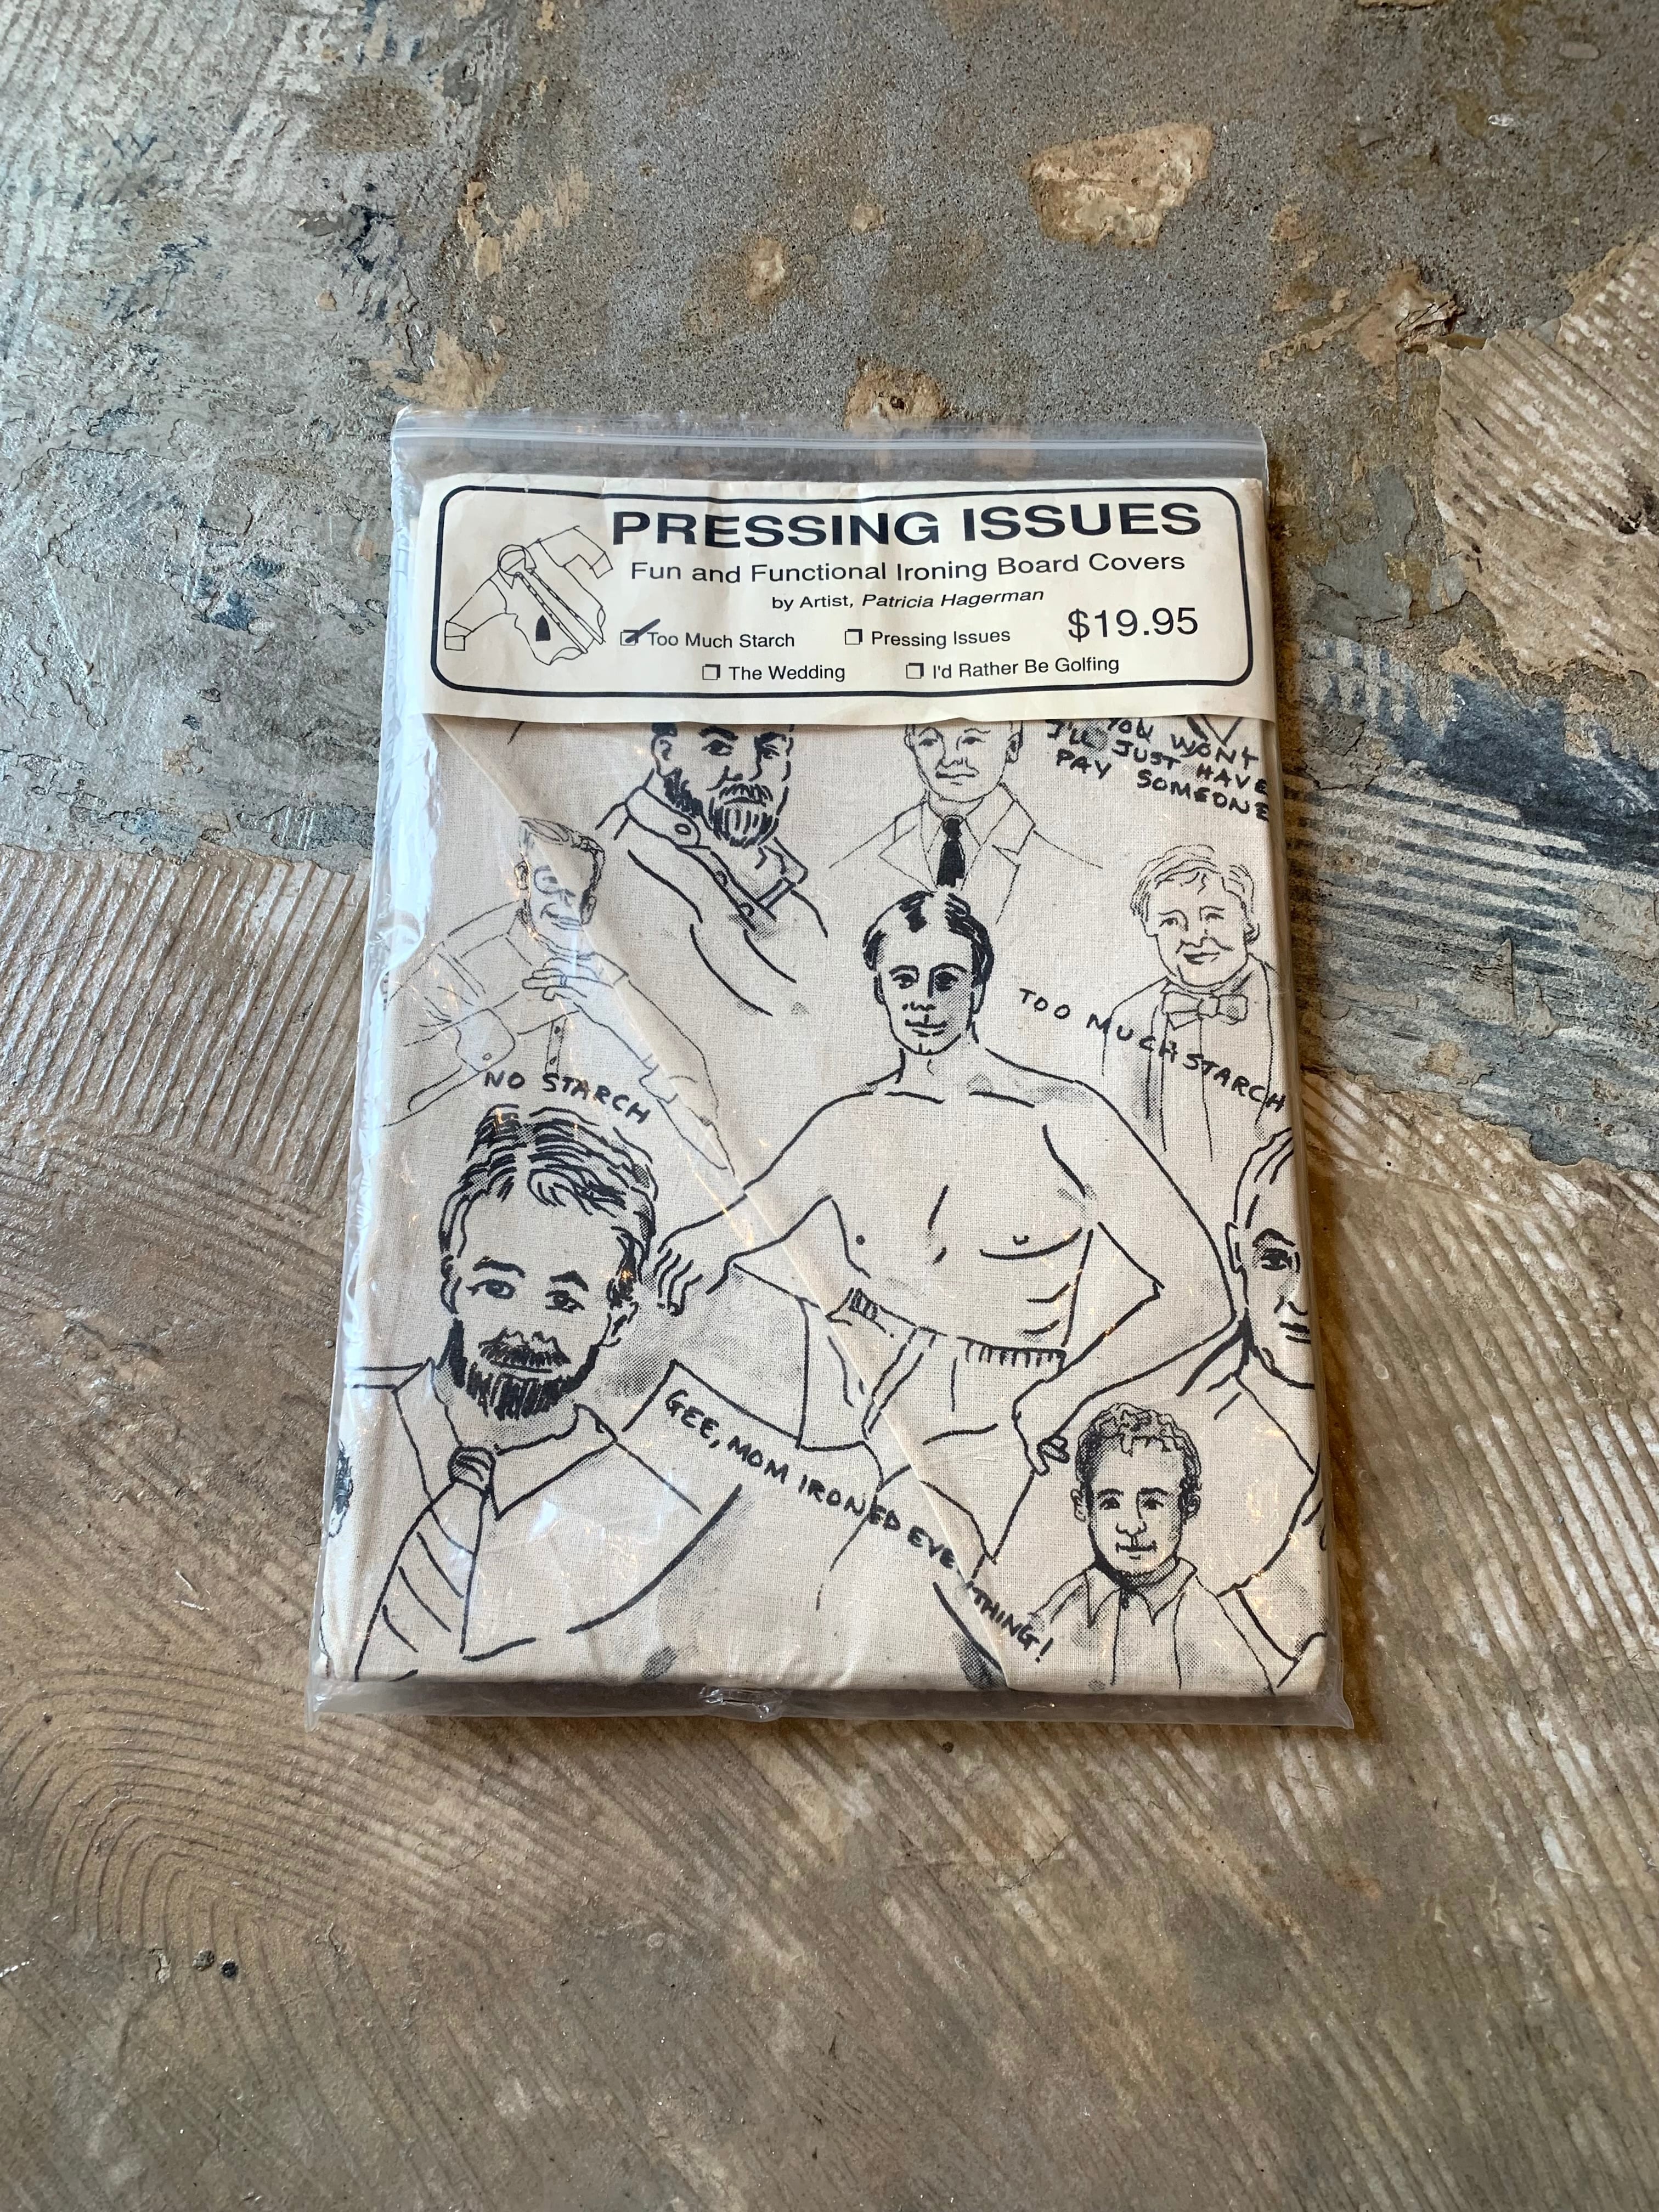 PRESSING ISSUES
Fun and Functional Ironing Board Covers
by Artist, Patricia Hagerman
Too Much Starch
Pressing Issues
$19.95
The Wedding
I'd Rather Be Golfing
YOU WONT
I'LL JUST HAVE
PAY SOMEONE
TOO MUCH STARCH
NO STARCH
GEE, MOM IRONED EVE YTHING!